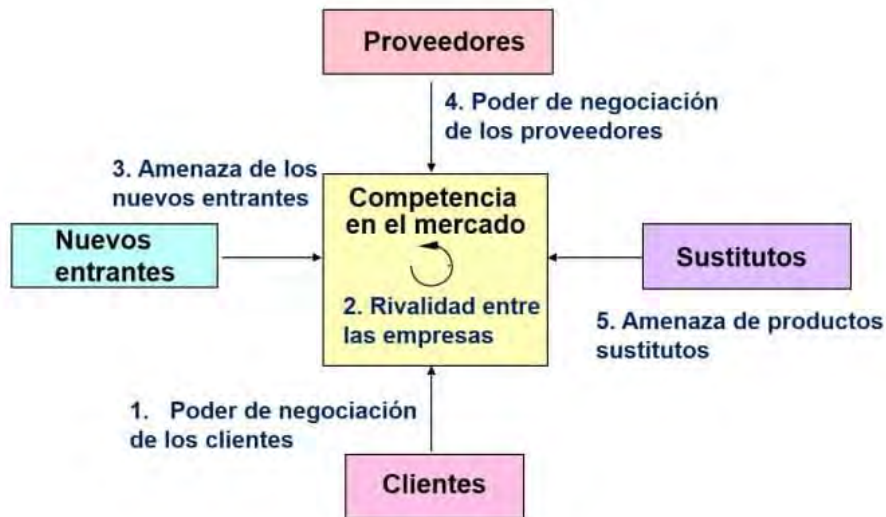 Proveedores
4. Poder de negociación
de los proveedores
3. Amenaza de los
nuevos entrantes
Competencia
en el mercado
Nuevos
entrantes
Sustitutos
2. Rivalidad entre
las empresas
5. Amenaza de productos
sustitutos
1. Poder de negociación
de los clientes
Clientes